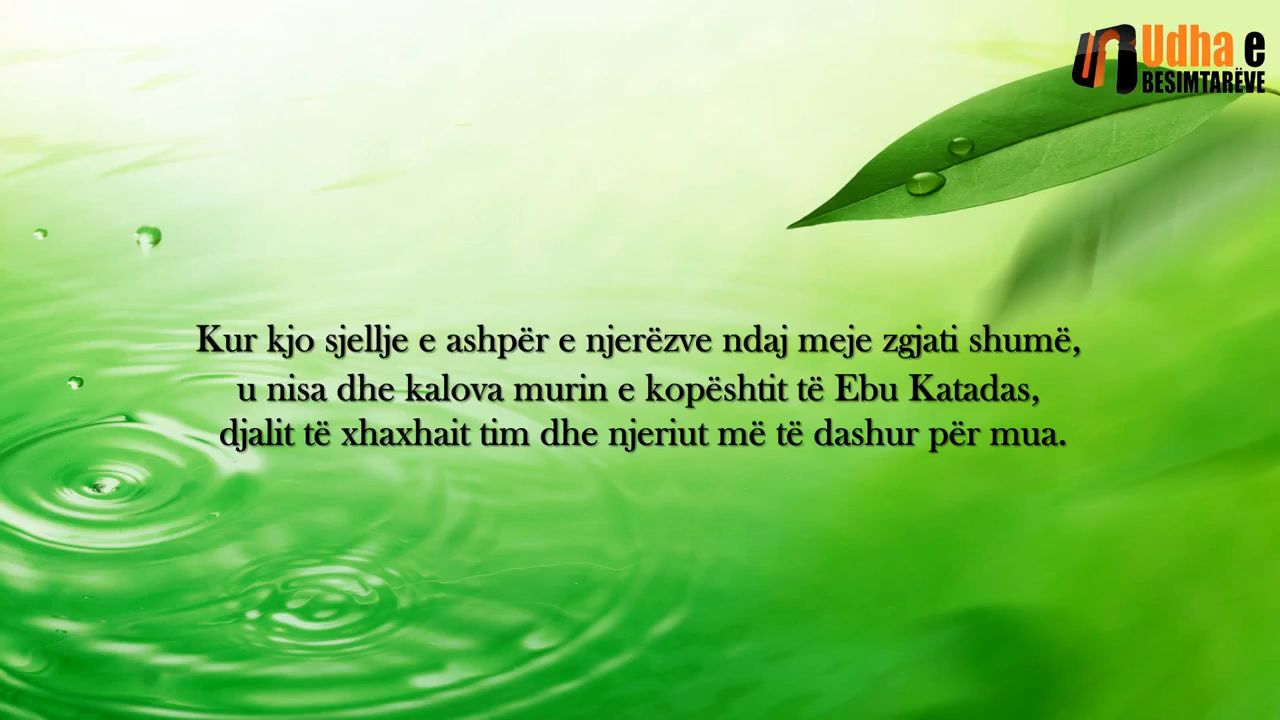 Udha e
BESIMTARËVE
Kur kjo sjellje e ashpër e njerëzve ndaj meje zgjati shumë,
u nisa dhe kalova murin e kopështit të Ebu Katadas,
djalit të xhaxhait tim dhe njeriut më të dashur për mua.